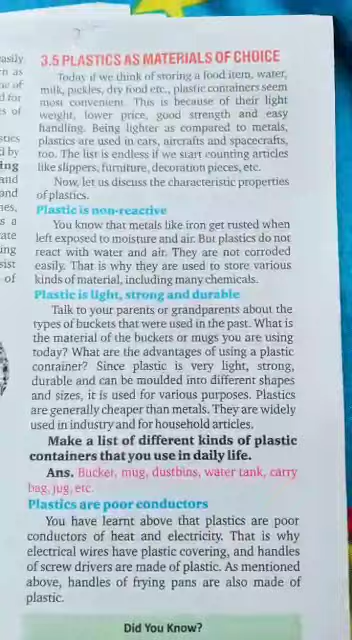 3.5 PLASTICS AS MATERIALS OF CHOICE
Today if we think of storing a food item, water,
milk, pickles, dry food etc., plastic containers seem
most convenient. This is because of their light
weight, lower price, good strength and easy
handling. Being lighter as compared to metals,
plastics are used in cars, aircrafts and spacecrafts,
too. The list is endless if we start counting articles
like slippers, furniture, decoration pieces, etc.
Now, let us discuss the characteristic properties
of plastics.
Plastic is non-reactive
You know that metals like iron get rusted when
left exposed to moisture and air. But plastics do not
react with water and air. They are not corroded
easily. That is why they are used to store various
kinds of material, including many chemicals.
Plastic is light, strong and durable
Talk to your parents or grandparents about the
types of buckets that were used in the past. What is
the material of the buckets or mugs you are using
today? What are the advantages of using a plastic
container? Since plastic is very light, strong,
durable and can be moulded into different shapes
and sizes, it is used for various purposes. Plastics
are generally cheaper than metals. They are widely
used in industry and for household articles.
Make a list of different kinds of plastic
containers that you use in daily life.
Ans. Bucker, mug, dustbins, water tank, carry
bag, jug, etc.
Plastics are poor conductors
You have learnt above that plastics are poor
conductors of heat and electricity. That is why
electrical wires have plastic covering, and handles
of screw drivers are made of plastic. As mentioned
above, handles of frying pans are also made of
plastic.
Did You Know?